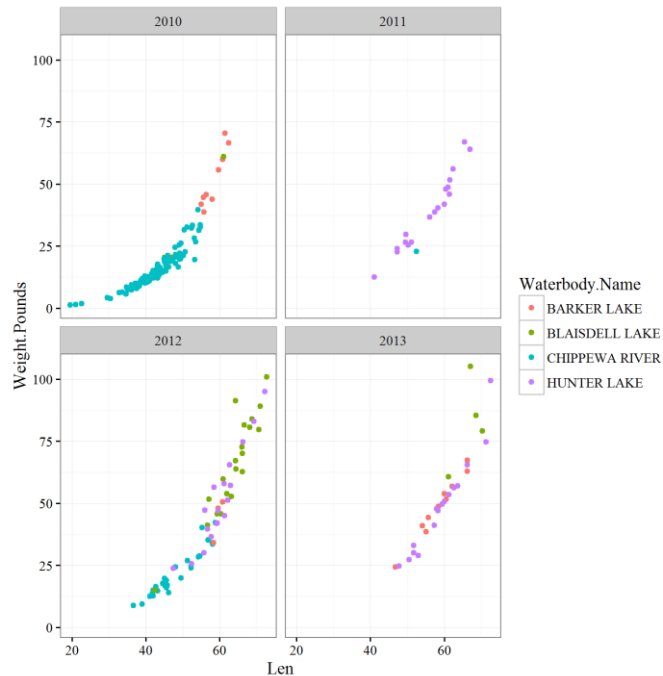 2010
2011
100
75
50
25
0
Weight.Pounds
2012
2013
100
75
50
25
0
20
40
60
20
40
60
Len
Waterbody.Name
BARKER LAKE
BLAISDELL LAKE
CHIPPEWA RIVER
HUNTER LAKE